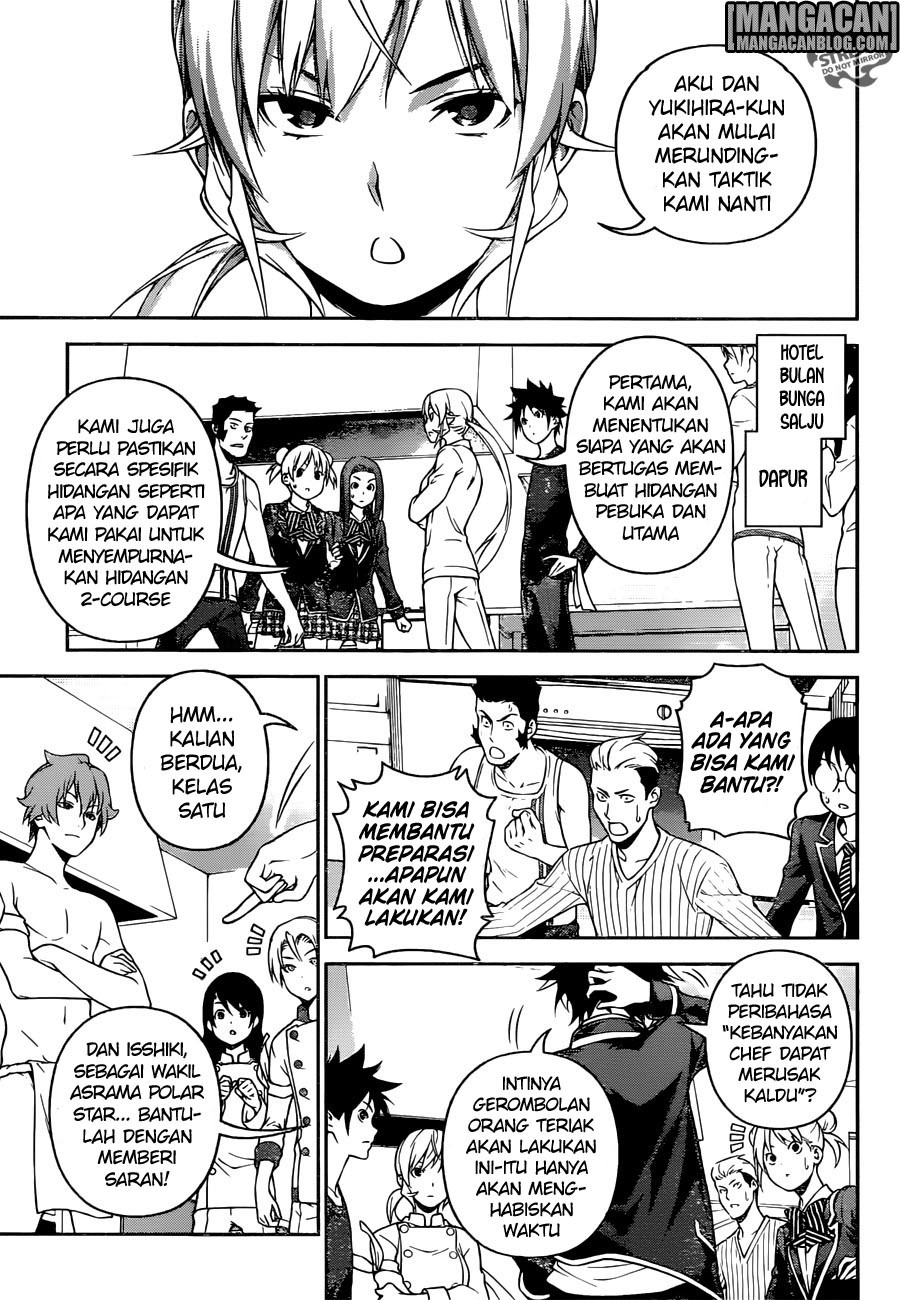 [MANGACAN]
MANGACANBLOG.COM
DO NOT MIRROR
AKU DAN
YUKIHIRA-KUN
AKAN MULAI
MERUNDING-
KAN TAKTIK
KAMI NANTI
HOTEL
BULAN
BUNGA
SALJU
DAPUR
PERTAMA,
KAMI AKAN
MENENTUKAN
SIAPA YANG AKAN
BERTUGAS MEM-
BUAT HIDANGAN
PEBUKA DAN
UTAMA
KAMI JUGA
PERLU PASTIKAN
SECARA SPESIFIK
HIDANGAN SEPERTI
APA YANG DAPAT
KAMI PAKAI UNTUK
MENYEMPURNA-
KAN HIDANGAN
2-COURSE
A-APA
ADA YANG
BISA KAMI
BANTU?!
KAMI BISA
MEMBANTU
PREPARASI
...APAPUN
AKAN KAMI
LAKUKAN!
HMM...
KALIAN
BERDUA,
KELAS
SATU
DAN ISSHIKI,
SEBAGAI WAKIL
ASRAMA POLAR
STAR... BANTU-
LAH DENGAN
MEMBERI
SARAN!
TAHU TIDAK
PERIBAHASA
"KEBANYAKAN
CHEF DAPAT
MERUSAK
KALDU"?
INTINYA
GEROMBOLAN
ORANG TERIAK
AKAN LAKUKAN
INI-ITU HANYA
AKAN MENG-
HABISKAN
WAKTU